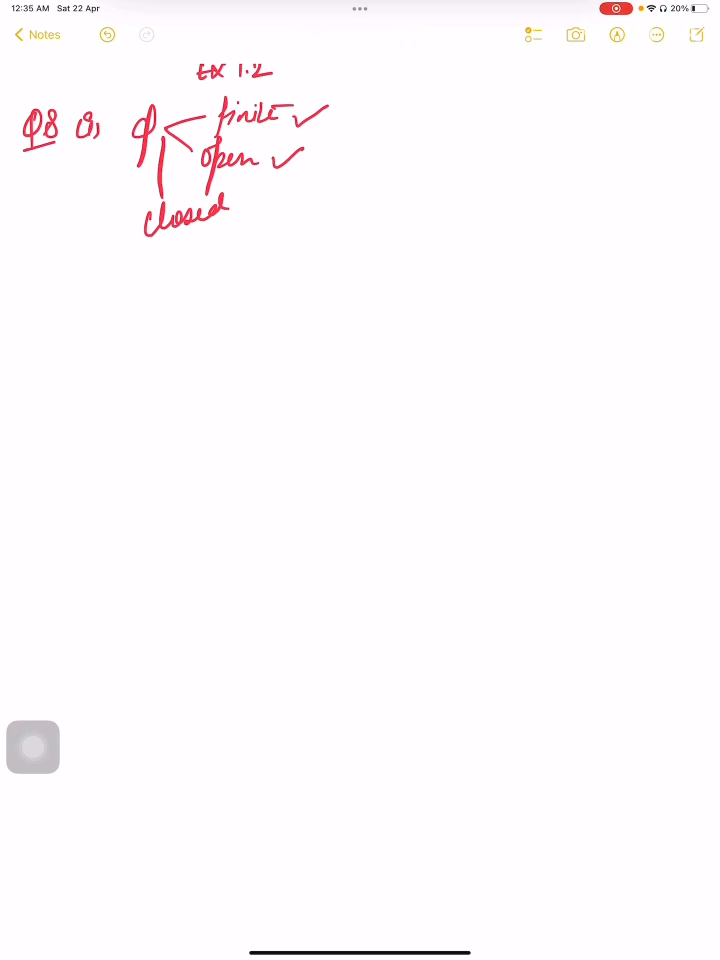 12:35 AM Sat 22 Apr
20%
Notes
Ex 1.2
Q8 (i) φ finite ✓
open ✓
closed